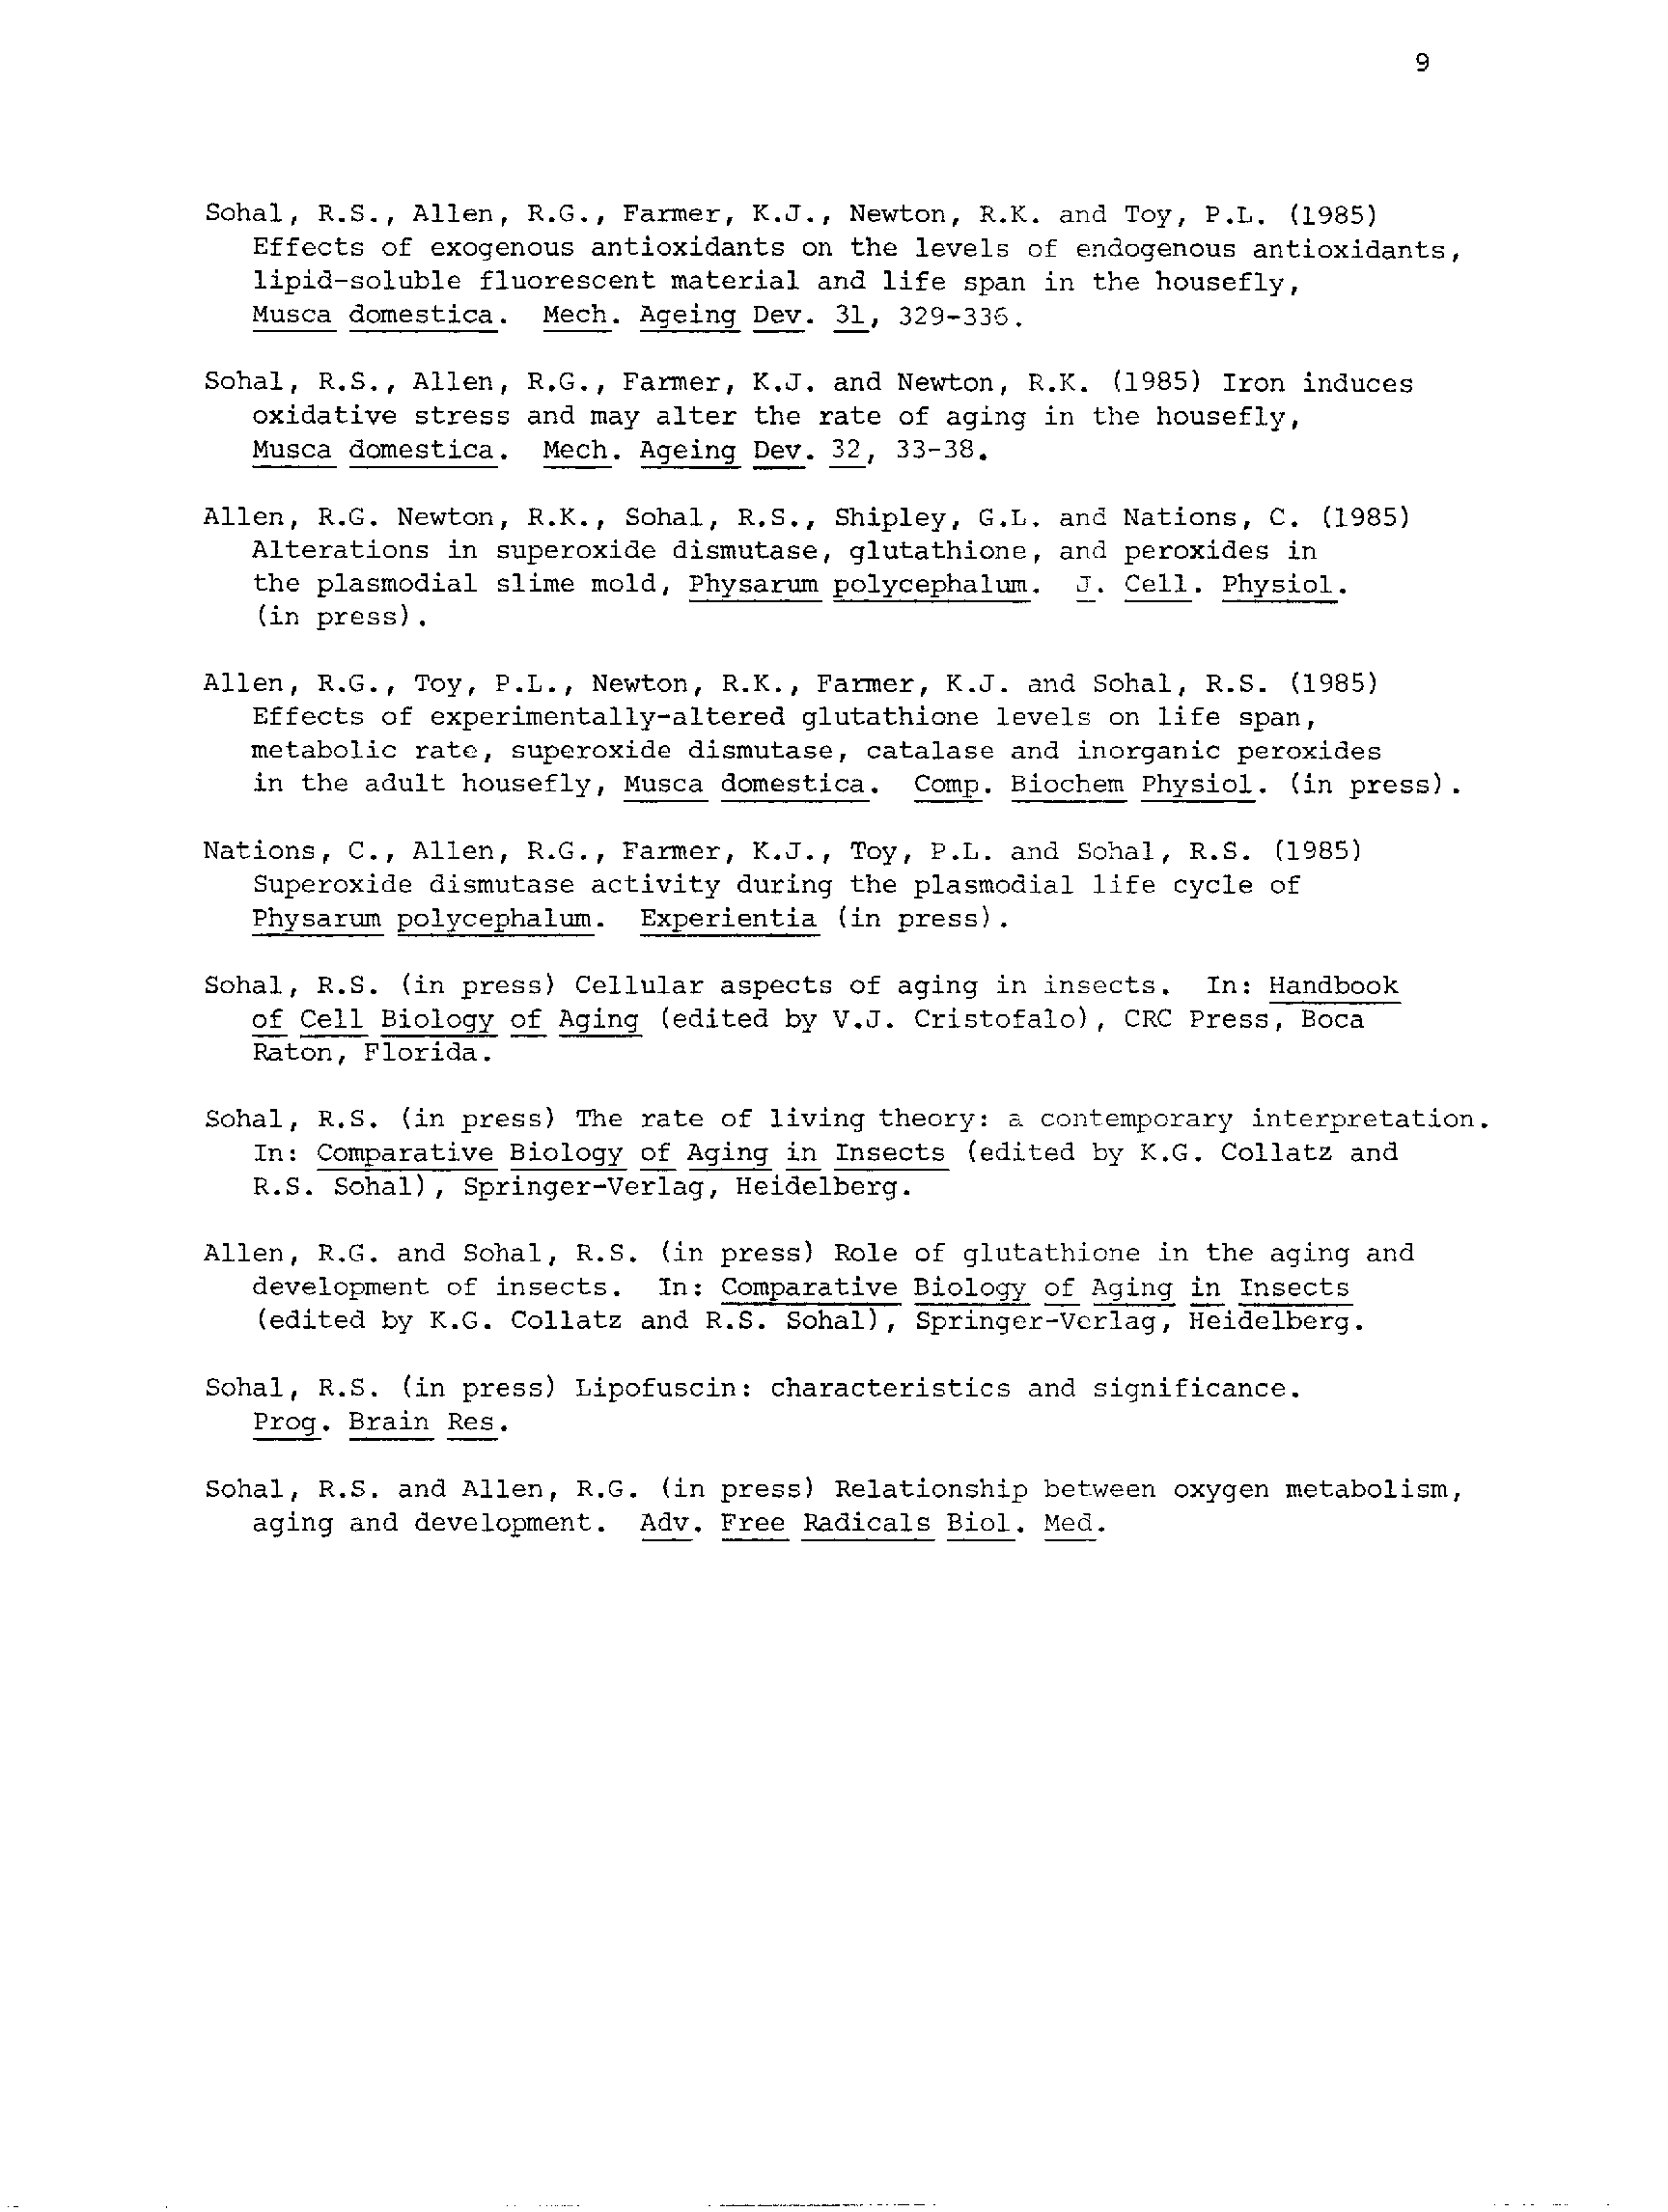 9
Sohal, R.S., Allen, R.G., Farmer, K.J., Newton, R.K. and Toy, P.L. (1985)
Effects of exogenous antioxidants on the levels of endogenous antioxidants,
lipid-soluble fluorescent material and life span in the housefly,
Musca domestica. Mech. Ageing Dev. 31, 329-336.
Sohal, R.S., Allen, R.G., Farmer, K.J. and Newton, R.K. (1985) Iron induces
oxidative stress and may alter the rate of aging in the housefly,
Musca domestica. Mech. Ageing Dev. 32, 33-38.
Allen, R.G. Newton, R.K., Sohal, R.S., Shipley, G.L. and Nations, C. (1985)
Alterations in superoxide dismutase, glutathione, and peroxides in
the plasmodial slime mold, Physarum polycephalum. J. Cell. Physiol.
(in press).
Allen, R.G., Toy, P.L., Newton, R.K., Farmer, K.J. and Sohal, R.S. (1985)
Effects of experimentally-altered glutathione levels on life span,
metabolic rate, superoxide dismutase, catalase and inorganic peroxides
in the adult housefly, Musca domestica. Comp. Biochem Physiol. (in press).
Nations, C., Allen, R.G., Farmer, K.J., Toy, P.L. and Sohal, R.S. (1985)
Superoxide dismutase activity during the plasmodial life cycle of
Physarum polycephalum. Experientia (in press).
Sohal, R.S. (in press) Cellular aspects of aging in insects. In: Handbook
of Cell Biology of Aging (edited by V.J. Cristofalo), CRC Press, Boca
Raton, Florida.
Sohal, R.S. (in press) The rate of living theory: a contemporary interpretation.
In: Comparative Biology of Aging in Insects (edited by K.G. Collatz and
R.S. Sohal), Springer-Verlag, Heidelberg.
Allen, R.G. and Sohal, R.S. (in press) Role of glutathione in the aging and
development of insects. In: Comparative Biology of Aging in Insects
(edited by K.G. Collatz and R.S. Sohal), Springer-Verlag, Heidelberg.
Sohal, R.S. (in press) Lipofuscin: characteristics and significance.
Prog. Brain Res.
Sohal, R.S. and Allen, R.G. (in press) Relationship between oxygen metabolism,
aging and development. Adv. Free Radicals Biol. Med.